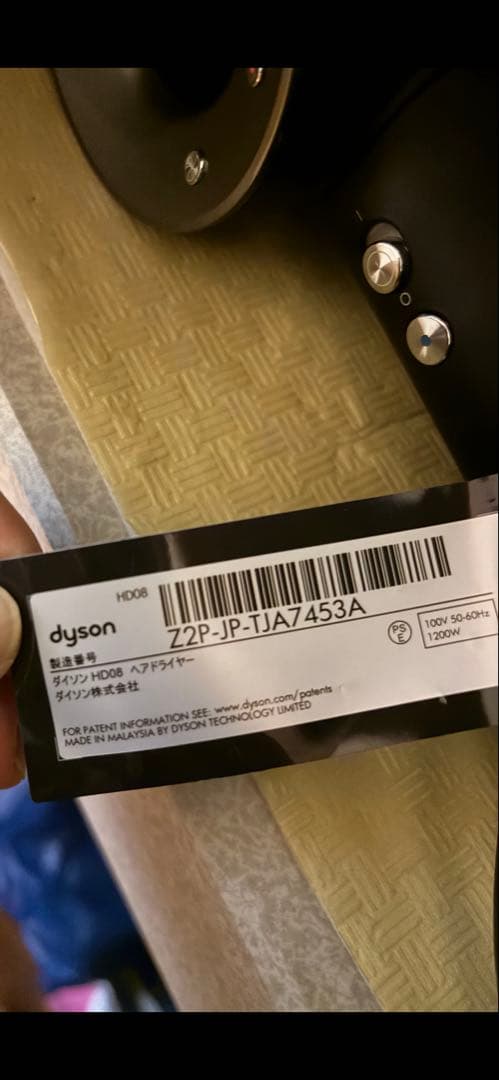 HD08
dyson
Z2P-JP-TJA7453A
製造番号
ダイソン HD08 ヘアドライヤー
ダイソン株式会社
PS
E
100V 50-60Hz
1200W
FOR PATENT INFORMATION SEE: www.dyson.com/patents
MADE IN MALAYSIA BY DYSON TECHNOLOGY LIMITED